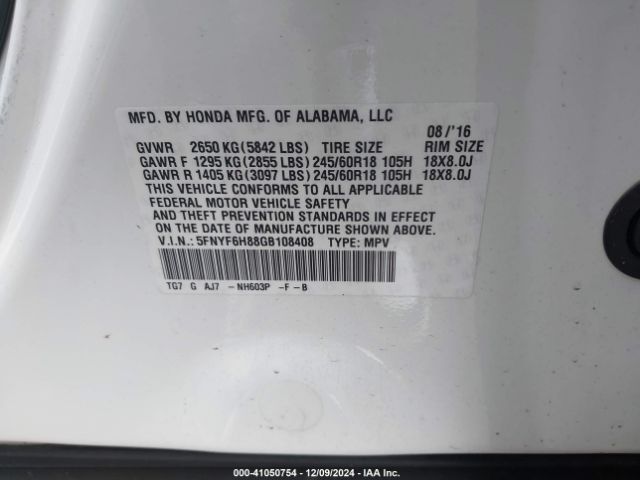 MFD. BY HONDA MFG. OF ALABAMA, LLC
08/'16
GVWR 2650 KG(5842 LBS) TIRE SIZE RIM SIZE
GAWR F 1295 KG(2855 LBS)245/60R18 105H 18X8.0J
GAWR R 1405 KG(3097 LBS)245/60R18 105H 18X8.0J
THIS VEHICLE CONFORMS TO ALL APPLICABLE
FEDERAL MOTOR VEHICLE SAFETY
AND THEFT PREVENTION STANDARDS IN EFFECT
ON THE DATE OF MANUFACTURE SHOWN ABOVE.
V.I.N.: 5FNYF6H88GB108408 TYPE: MPV
TG7 G AJ7 -NH603P -F-B
000-41050754 - 12/09/2024 - IAA Inc.